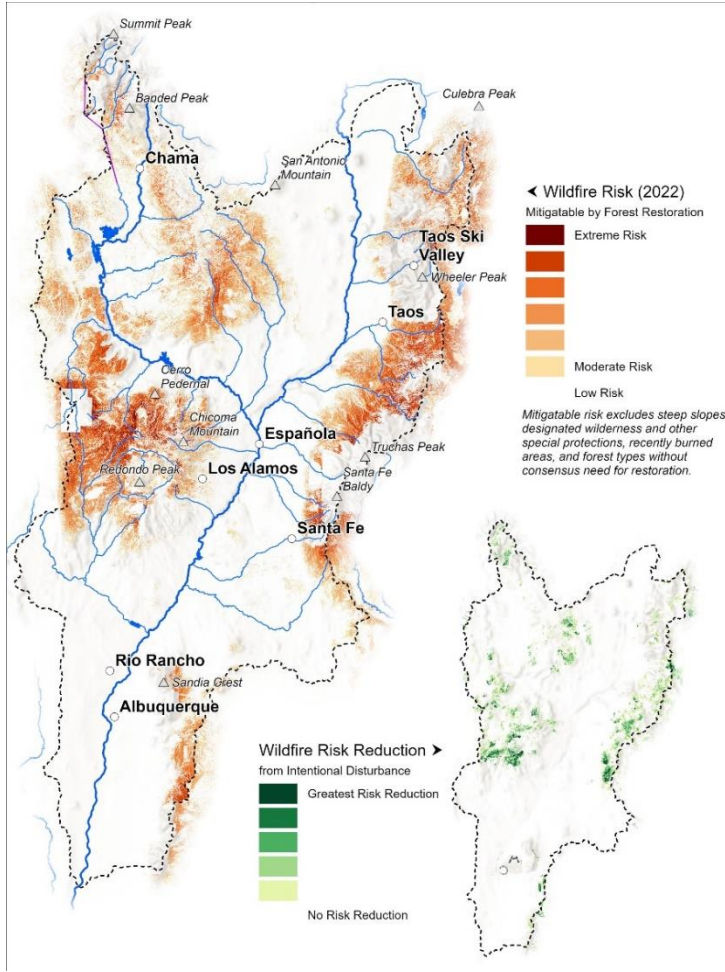 Summit Peak
Banded Peak
Culebra Peak
Chama
San Antonio
Mountain
Wildfire Risk (2022)
Mitigatable by Forest Restoration
Extreme Risk
Moderate Risk
Low Risk
Mitigatable risk excludes steep slopes,
designated wilderness and other
special protections, recently burned
areas, and forest types without
consensus need for restoration.
Taos Ski
Valley
Wheeler Peak
Taos
Cerro
Pedernal
Chicoma
Mountain
Española
Truchas Peak
Redondo Peak
Los Alamos
Santa Fe
Baldy
Santa Fe
Rio Rancho
Sandia Crest
Albuquerque
Wildfire Risk Reduction
from Intentional Disturbance
Greatest Risk Reduction
No Risk Reduction